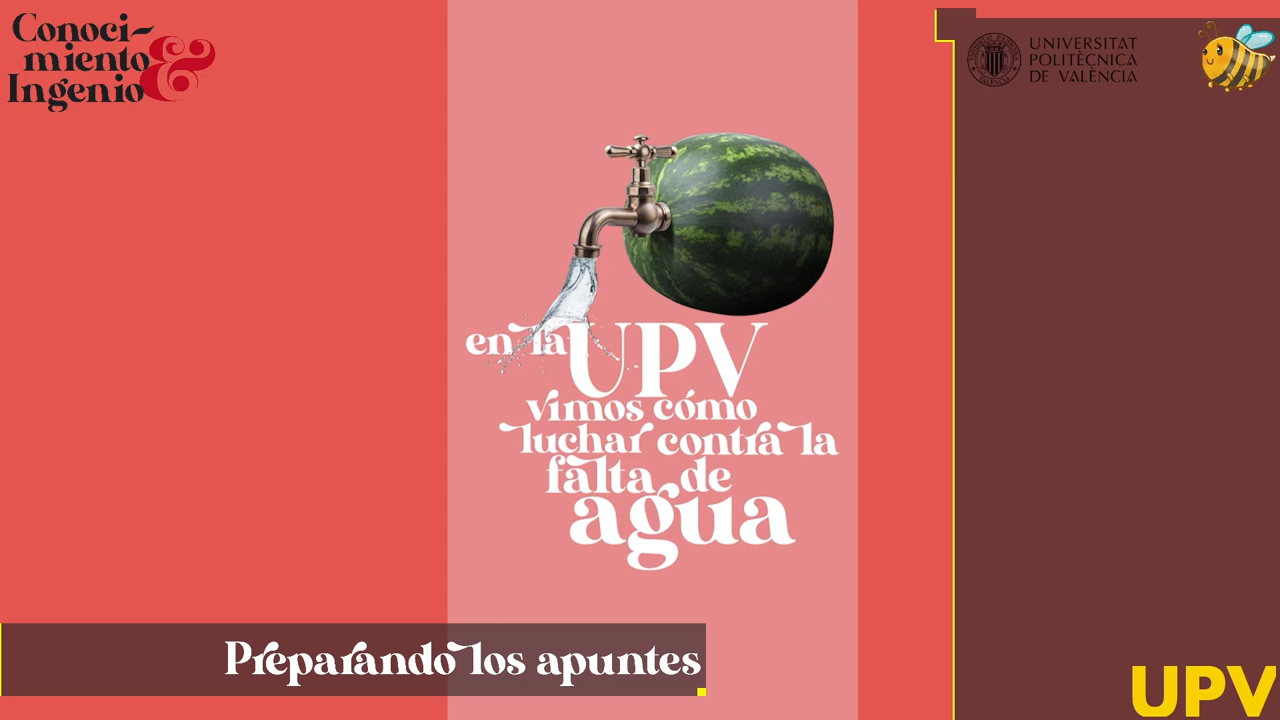 Conoci-
miento &
Ingenio
UNIVERSITAT
POLITÈCNICA
DE VALÈNCIA
en la UPV
vimos cómo
luchar contra la
falta de
agua
Preparando los apuntes
UPV